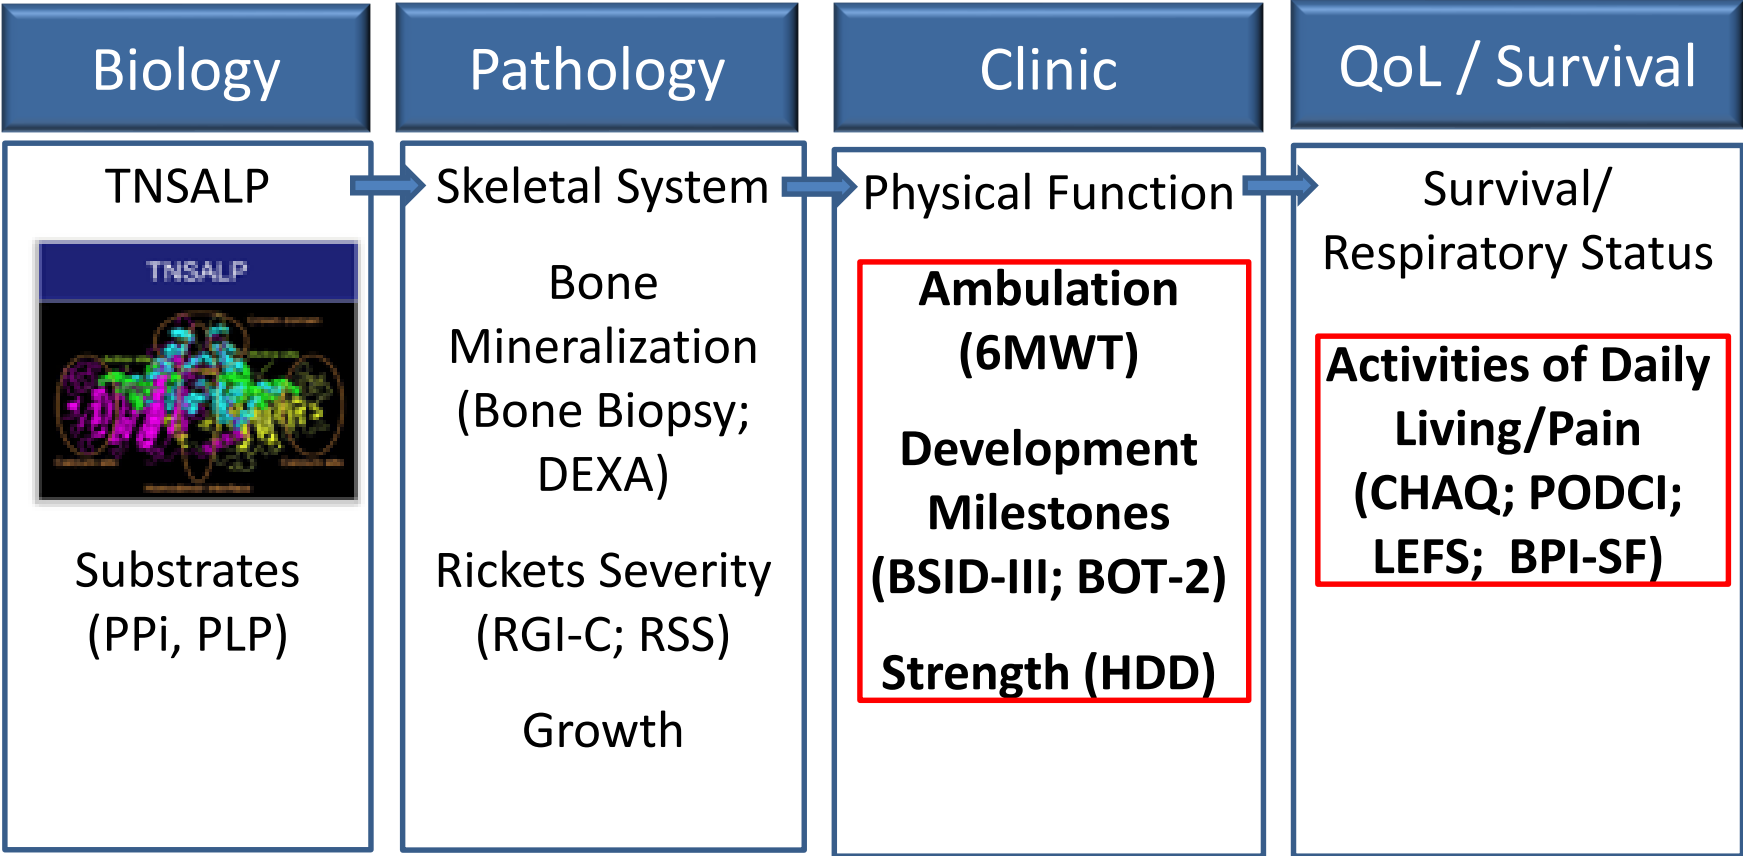 Biology
TNSALP
TNSALP
Substrates
(PPi, PLP)
Pathology
Skeletal System
Bone
Mineralization
(Bone Biopsy;
DEXA)
Rickets Severity
(RGI-C; RSS)
Growth
Clinic
Physical Function
Ambulation
(6MWT)
Development
Milestones
(BSID-III; BOT-2)
Strength (HDD)
QoL / Survival
Survival/
Respiratory Status
Activities of Daily
Living/Pain
(CHAQ; PODCI;
LEFS; BPI-SF)